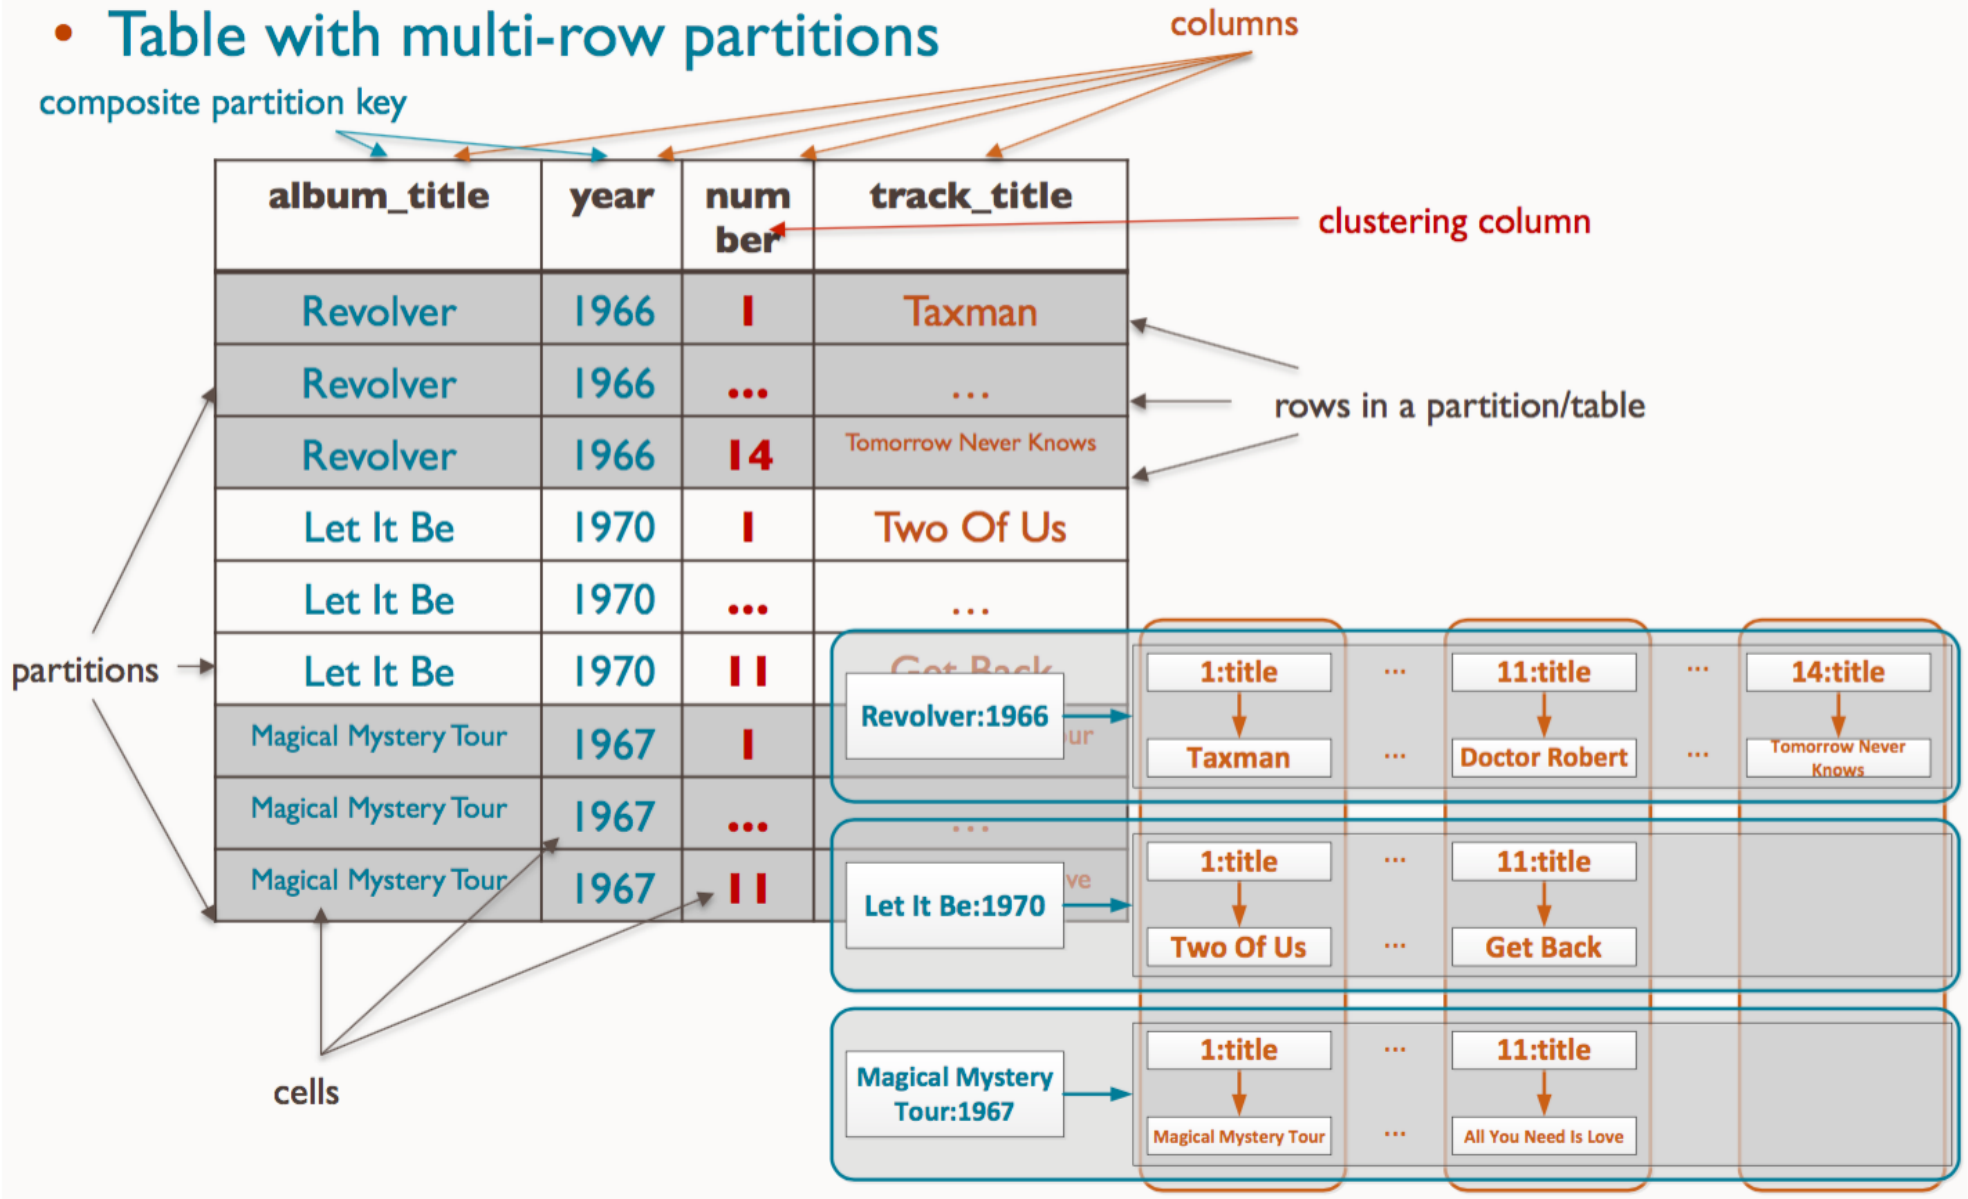 • Table with multi-row partitions
columns
composite partition key
album_title year num track_title
ber
clustering column
Revolver 1966 1 Taxman
Revolver 1966 ... ...
rows in a partition/table
Revolver 1966 14 Tomorrow Never Knows
Let It Be 1970 1 Two Of Us
Let It Be 1970 ... ...
partitions
Let It Be 1970 11 Get Back
Magical Mystery Tour 1967 1 our
Magical Mystery Tour 1967 ... ...
Magical Mystery Tour 1967 11 ve
cells
Revolver:1966
1:title ... 11:title ... 14:title
Taxman ... Doctor Robert ... Tomorrow Never
Knows
Let It Be:1970
1:title ... 11:title
Two Of Us ... Get Back
Magical Mystery
Tour:1967
1:title ... 11:title
Magical Mystery Tour ... All You Need Is Love